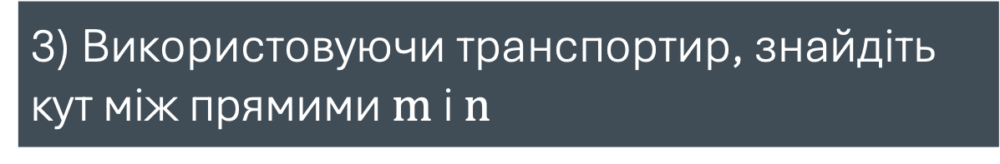 3) Використовуючи транспортир, знайдіть
кут між прямими m і n